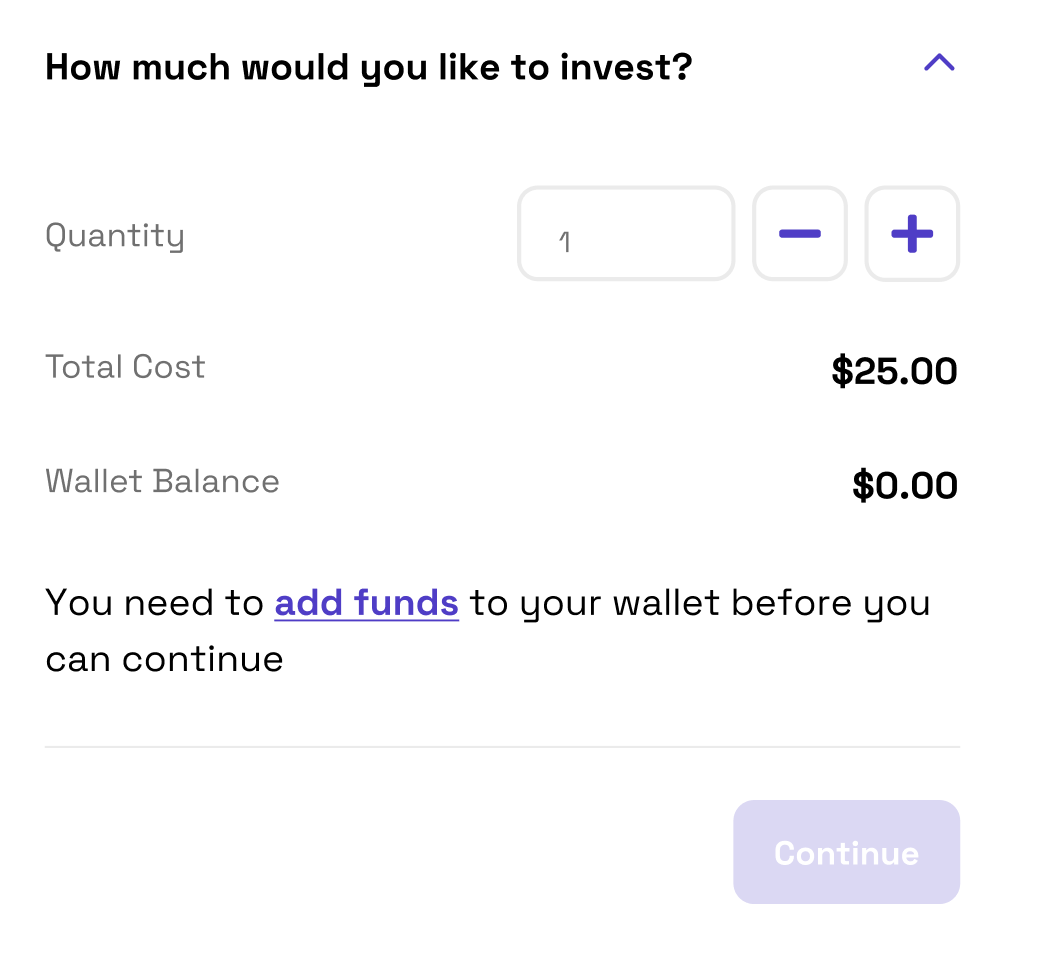 How much would you like to invest?
Quantity 1
Total Cost $25.00
Wallet Balance $0.00
You need to add funds to your wallet before you
can continue
Continue